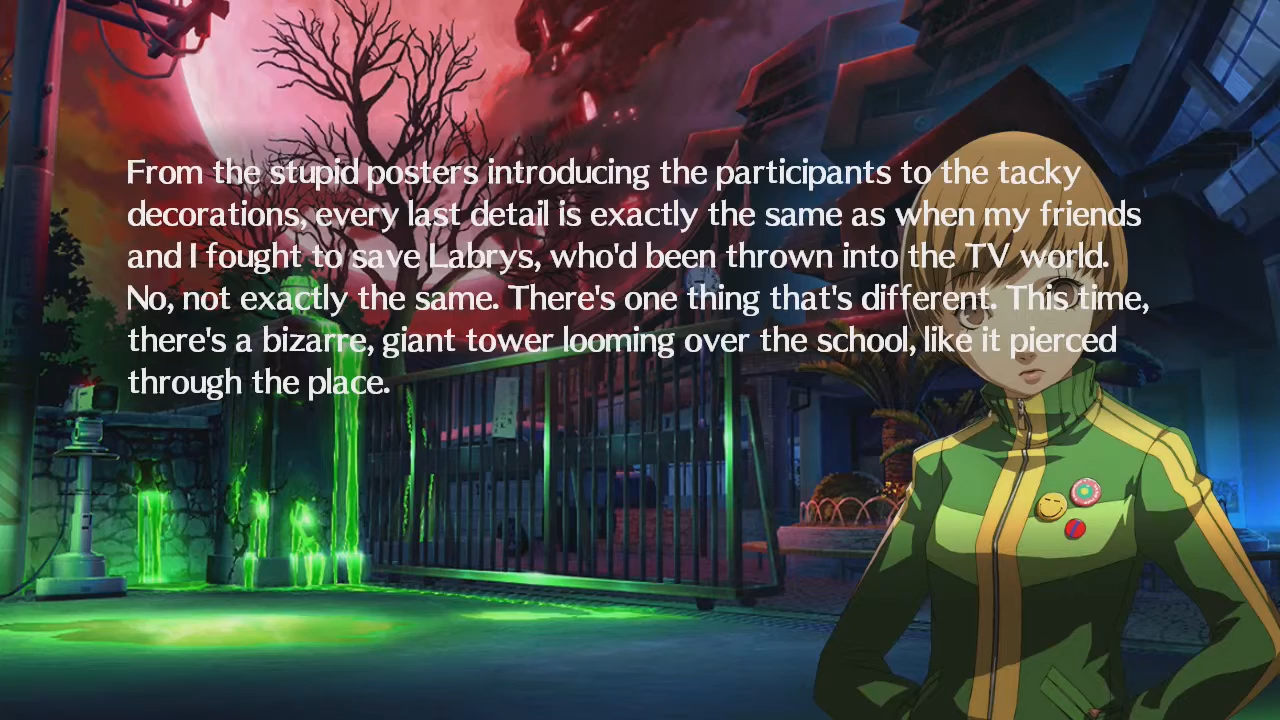 From the stupid posters introducing the participants to the tacky
decorations, every last detail is exactly the same as when my friends
and I fought to save Labrys, who'd been thrown into the TV world.
No, not exactly the same. There's one thing that's different. This time,
there's a bizarre, giant tower looming over the school, like it pierced
through the place.